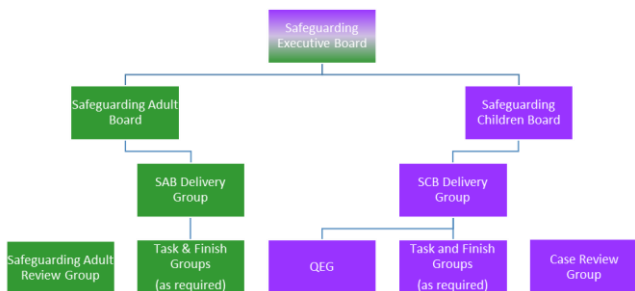 Safeguarding
Executive Board
Safeguarding Adult
Board
Safeguarding
Children Board
SAB Delivery
Group
SCB Delivery
Group
Safeguarding Adult
Review Group
Task & Finish
Groups
(as required)
QEG
Task and Finish
Groups
(as required)
Case Review
Group